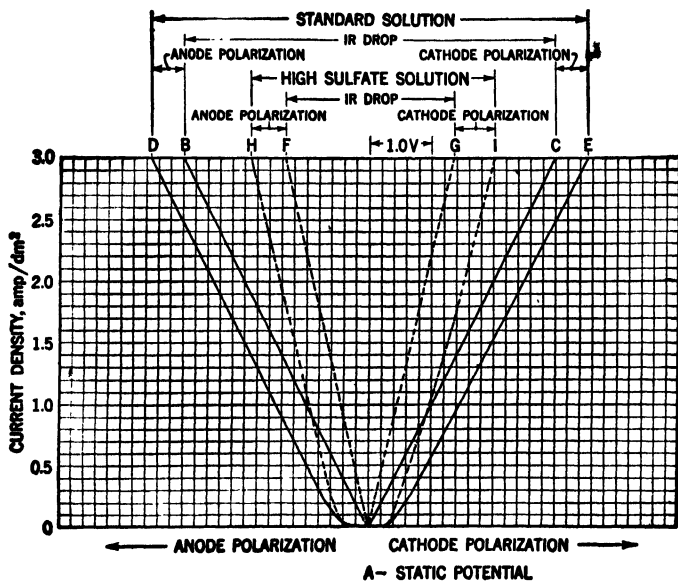 STANDARD SOLUTION
IR DROP
ANODE POLARIZATION CATHODE POLARIZATION
HIGH SULFATE SOLUTION
IR DROP
ANODE POLARIZATION CATHODE POLARIZATION
D B H F 1.0V G I C E
3.0
2.5
2.0
1.5
1.0
0.5
0
CURRENT DENSITY, amp/dm²
ANODE POLARIZATION CATHODE POLARIZATION
A- STATIC POTENTIAL